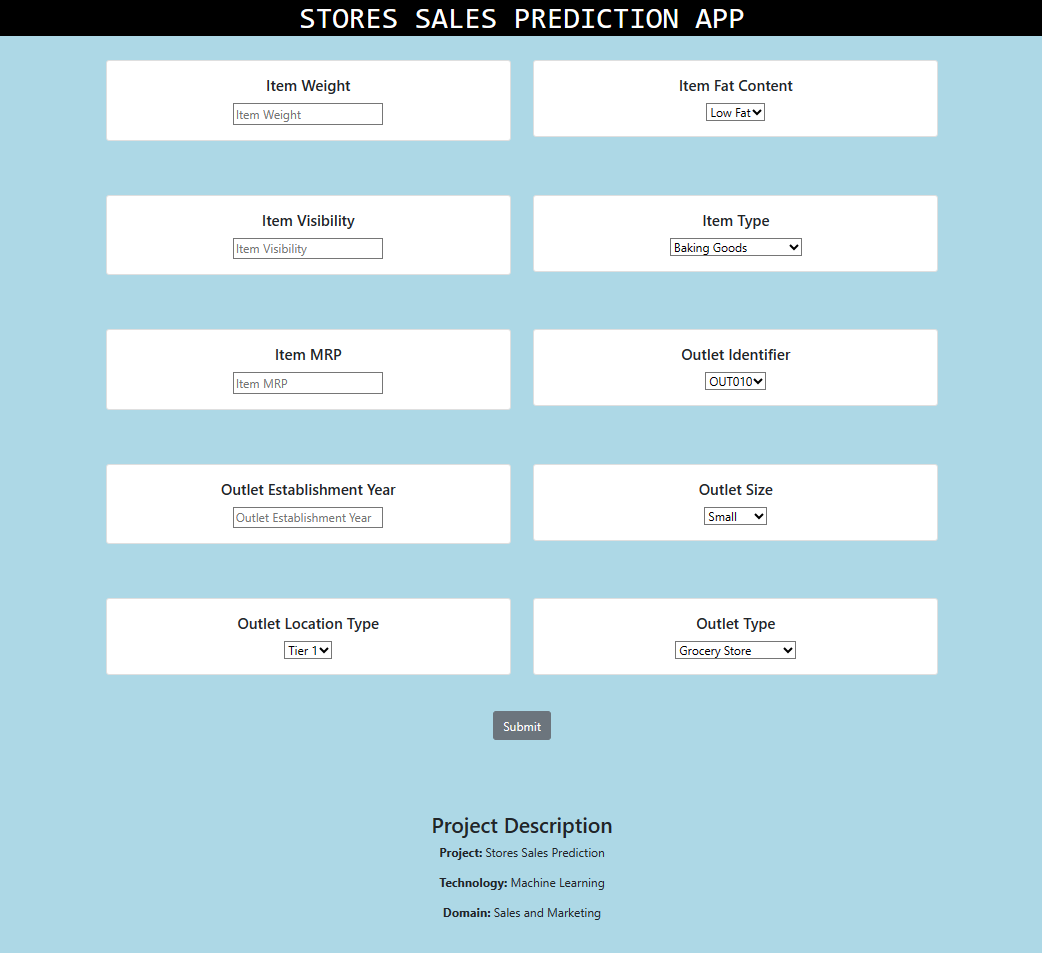 STORES SALES PREDICTION APP
Item Weight
Item Weight
Item Fat Content
Low Fat
Item Visibility
Item Visibility
Item Type
Baking Goods
Item MRP
Item MRP
Outlet Identifier
OUT010
Outlet Establishment Year
Outlet Establishment Year
Outlet Size
Small
Outlet Location Type
Tier 1
Outlet Type
Grocery Store
Submit
Project Description
Project: Stores Sales Prediction
Technology: Machine Learning
Domain: Sales and Marketing